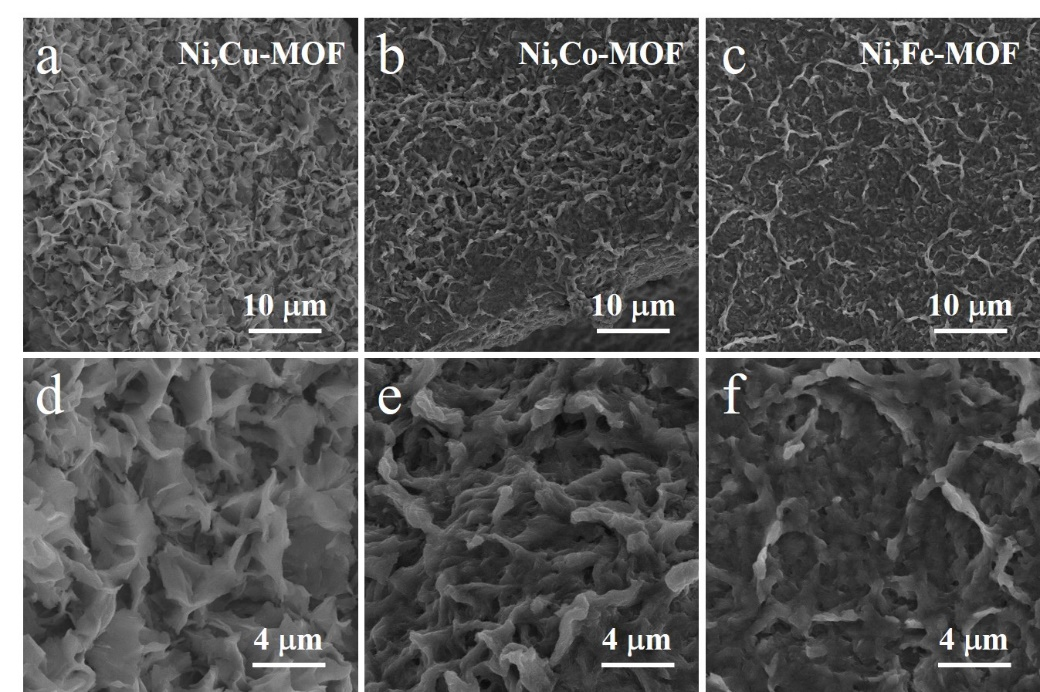 a Ni,Cu-MOF
b Ni,Co-MOF
c Ni,Fe-MOF
10 μm
10 μm
10 μm
d
e
f
4 μm
4 μm
4 μm